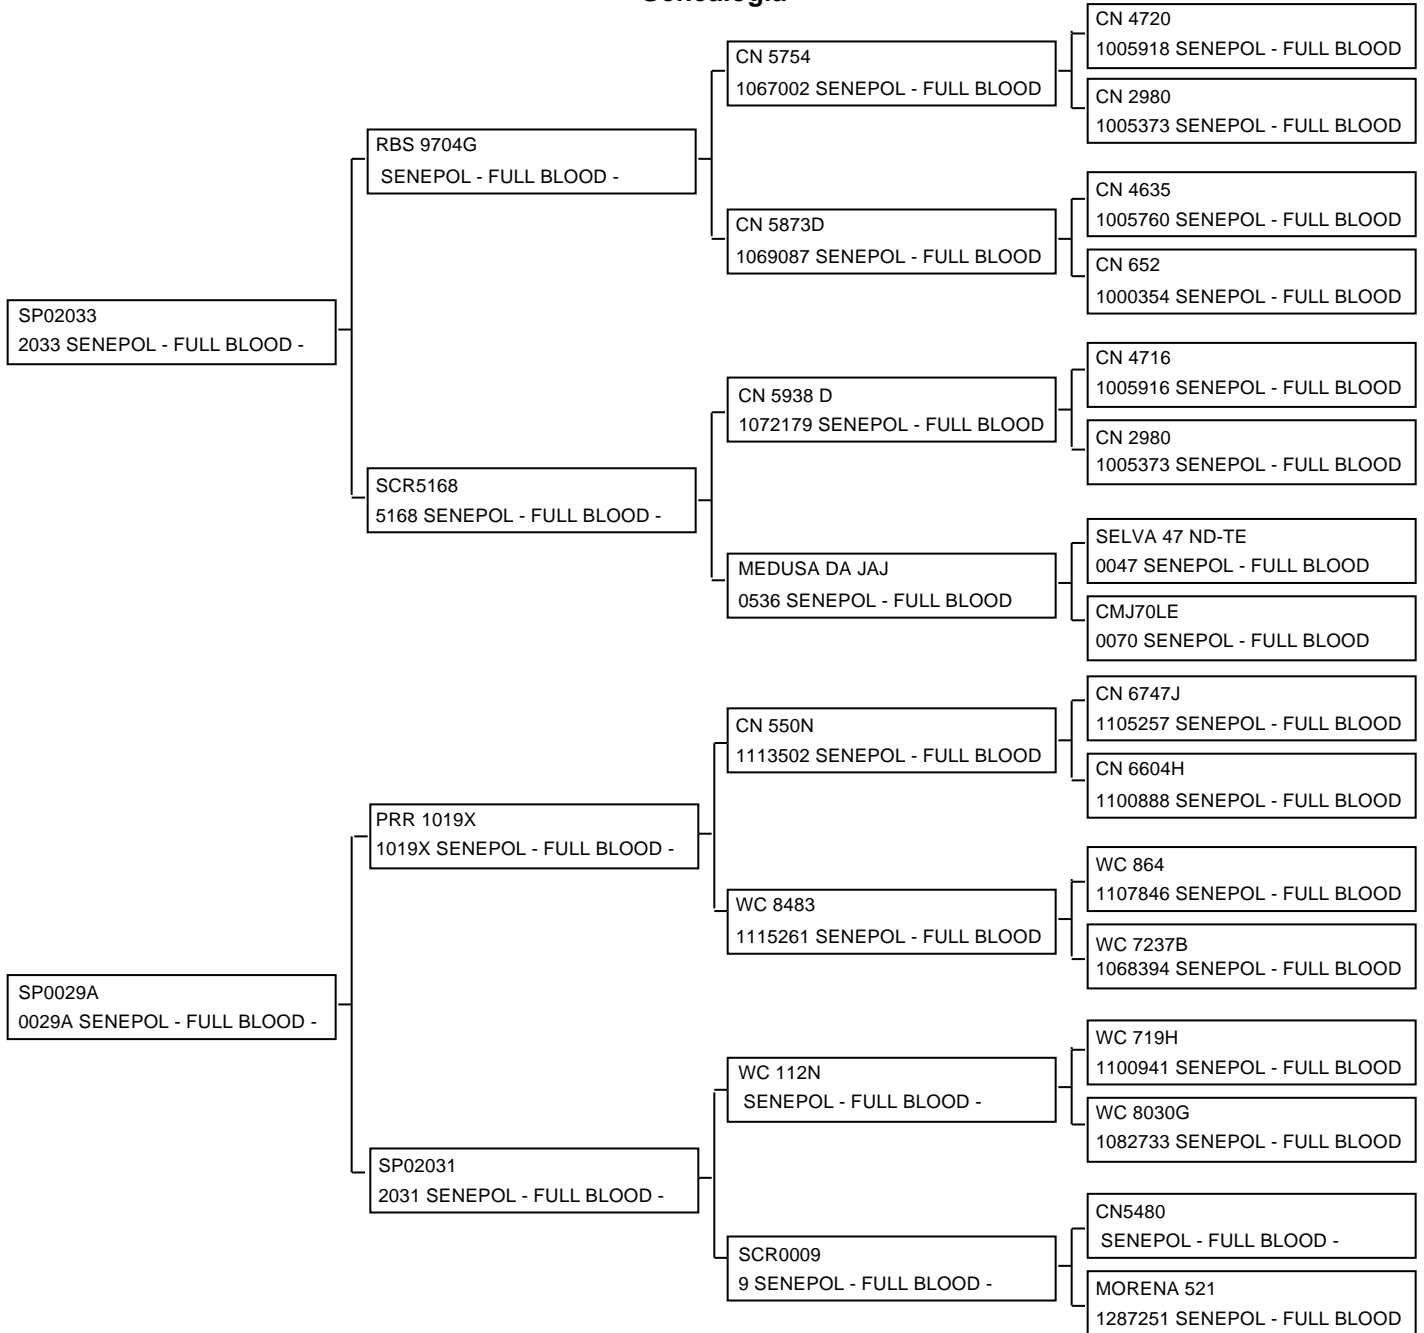 Genealogia
CN 4720
1005918 SENEPOL - FULL BLOOD
CN 5754
1067002 SENEPOL - FULL BLOOD
CN 2980
1005373 SENEPOL - FULL BLOOD
RBS 9704G
SENEPOL - FULL BLOOD -
CN 4635
1005760 SENEPOL - FULL BLOOD
CN 5873D
1069087 SENEPOL - FULL BLOOD
CN 652
1000354 SENEPOL - FULL BLOOD
SP02033
2033 SENEPOL - FULL BLOOD -
CN 4716
1005916 SENEPOL - FULL BLOOD
CN 5938 D
1072179 SENEPOL - FULL BLOOD
CN 2980
1005373 SENEPOL - FULL BLOOD
SCR5168
5168 SENEPOL - FULL BLOOD -
SELVA 47 ND-TE
0047 SENEPOL - FULL BLOOD
MEDUSA DA JAJ
0536 SENEPOL - FULL BLOOD
CMJ70LE
0070 SENEPOL - FULL BLOOD
CN 6747J
1105257 SENEPOL - FULL BLOOD
CN 550N
1113502 SENEPOL - FULL BLOOD
CN 6604H
1100888 SENEPOL - FULL BLOOD
PRR 1019X
1019X SENEPOL - FULL BLOOD -
WC 864
1107846 SENEPOL - FULL BLOOD
WC 8483
1115261 SENEPOL - FULL BLOOD
WC 7237B
1068394 SENEPOL - FULL BLOOD
SP0029A
0029A SENEPOL - FULL BLOOD -
WC 719H
1100941 SENEPOL - FULL BLOOD
WC 112N
SENEPOL - FULL BLOOD -
WC 8030G
1082733 SENEPOL - FULL BLOOD
SP02031
2031 SENEPOL - FULL BLOOD -
CN5480
SENEPOL - FULL BLOOD -
SCR0009
9 SENEPOL - FULL BLOOD -
MORENA 521
1287251 SENEPOL - FULL BLOOD